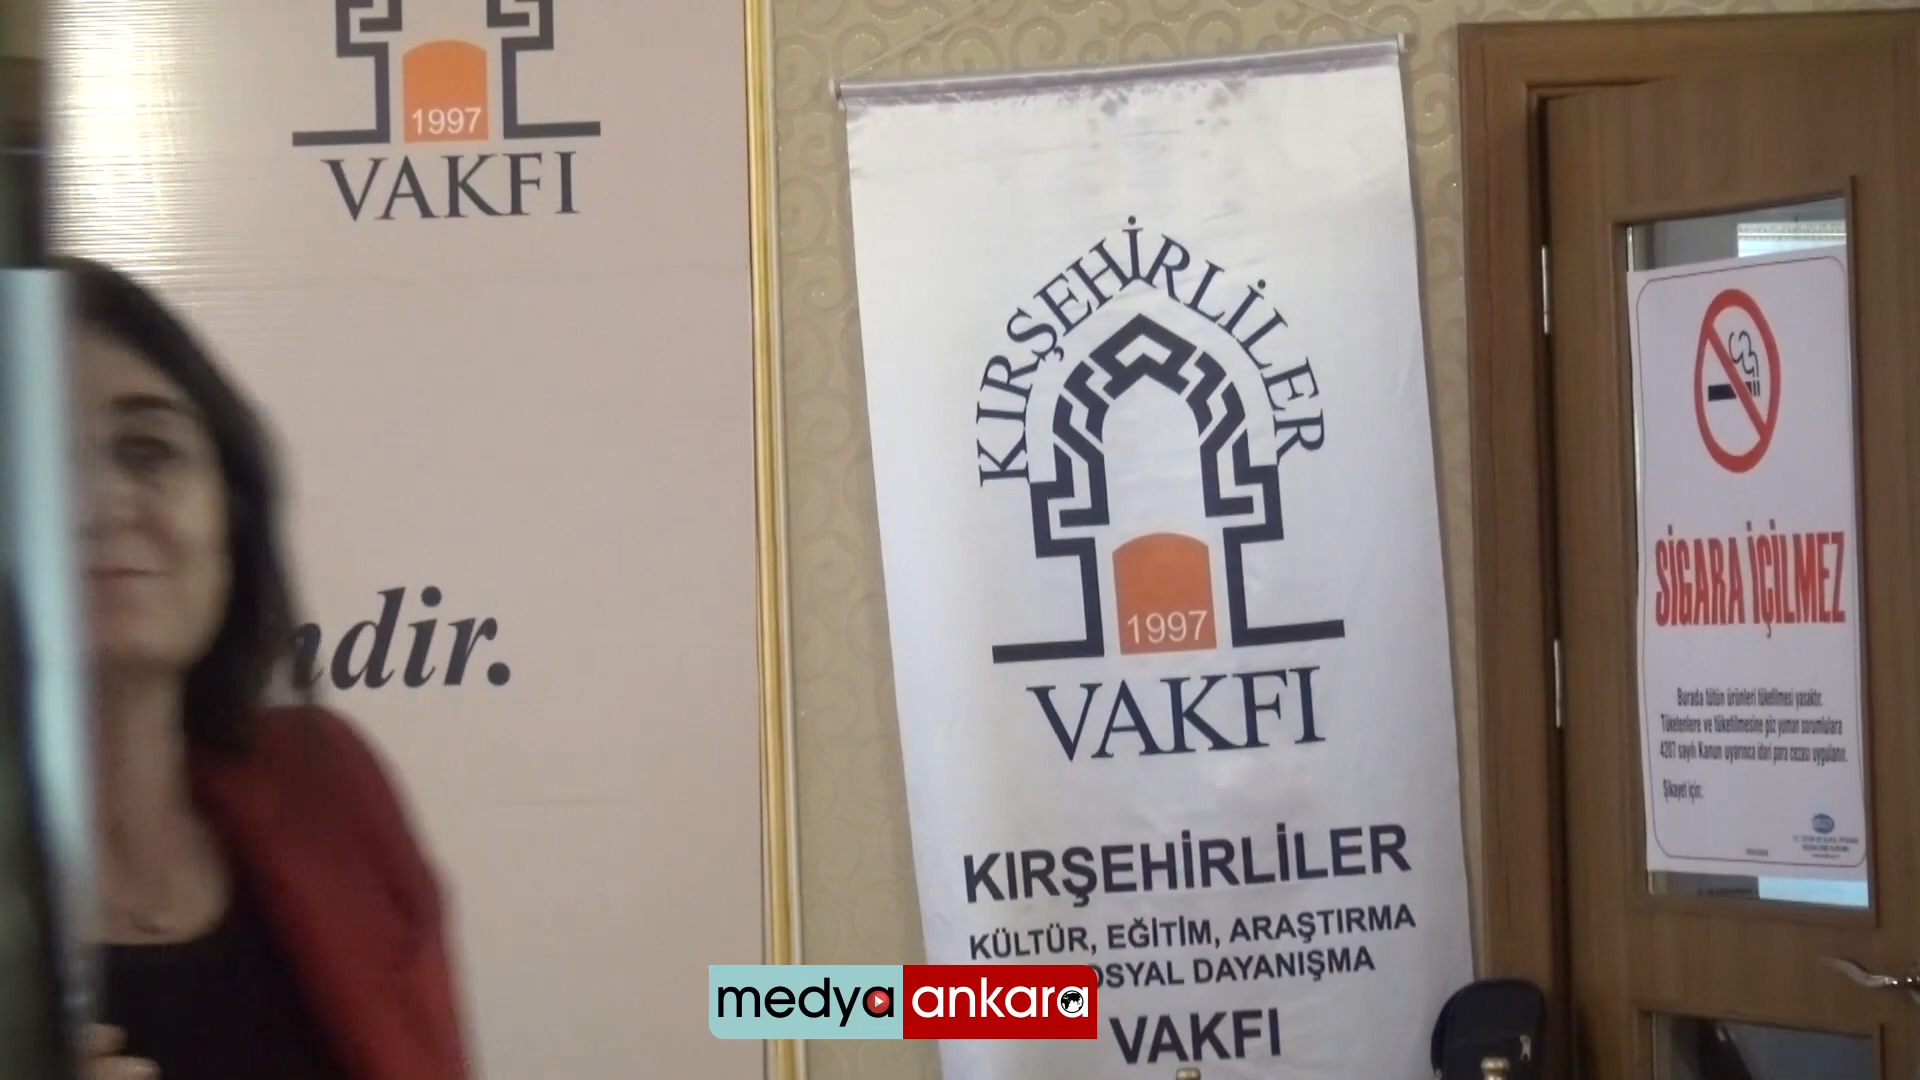 1997
VAKFI
ndir.
KIRŞEHİRLİLER
1997
VAKFI
KIRŞEHİRLİLER
KÜLTÜR, EĞİTİM, ARAŞTIRMA
OSYAL DAYANIŞMA
VAKFI
SİGARA İÇİLMEZ
Burada tütün ürünleri tüketilmesi yasaktır.
Tüketenlere ve tüketilmesine göz yuman sorumlulara
4207 sayılı Kanun uyarınca idari para cezası uygulanır.
Şikayet için:
medya ankara